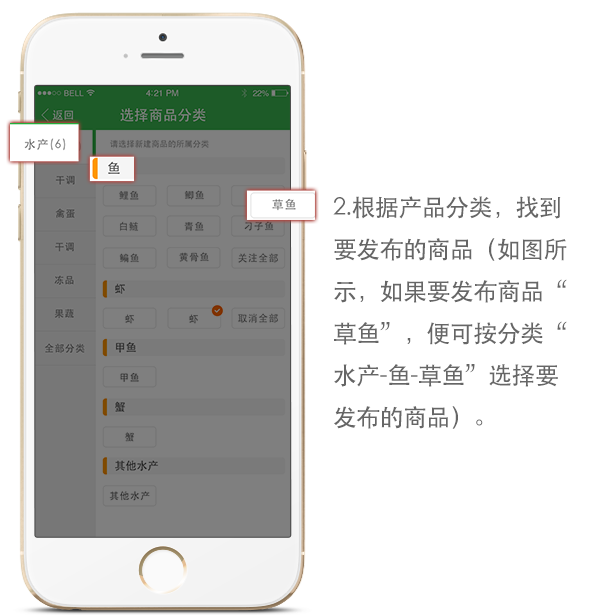 BELL
4:21 PM
22%
返回
选择商品分类
水产(6)
干调
禽蛋
干调
冻品
果蔬
全部分类
请选择新建商品的所属分类
鱼
鲤鱼
鲫鱼
草鱼
白鲢
青鱼
刁子鱼
鳊鱼
黄骨鱼
关注全部
虾
虾
虾
取消全部
甲鱼
甲鱼
蟹
蟹
其他水产
其他水产
2.根据产品分类，找到
要发布的商品（如图所
示，如果要发布商品“
草鱼”，便可按分类“
水产-鱼-草鱼”选择要
发布的商品）。